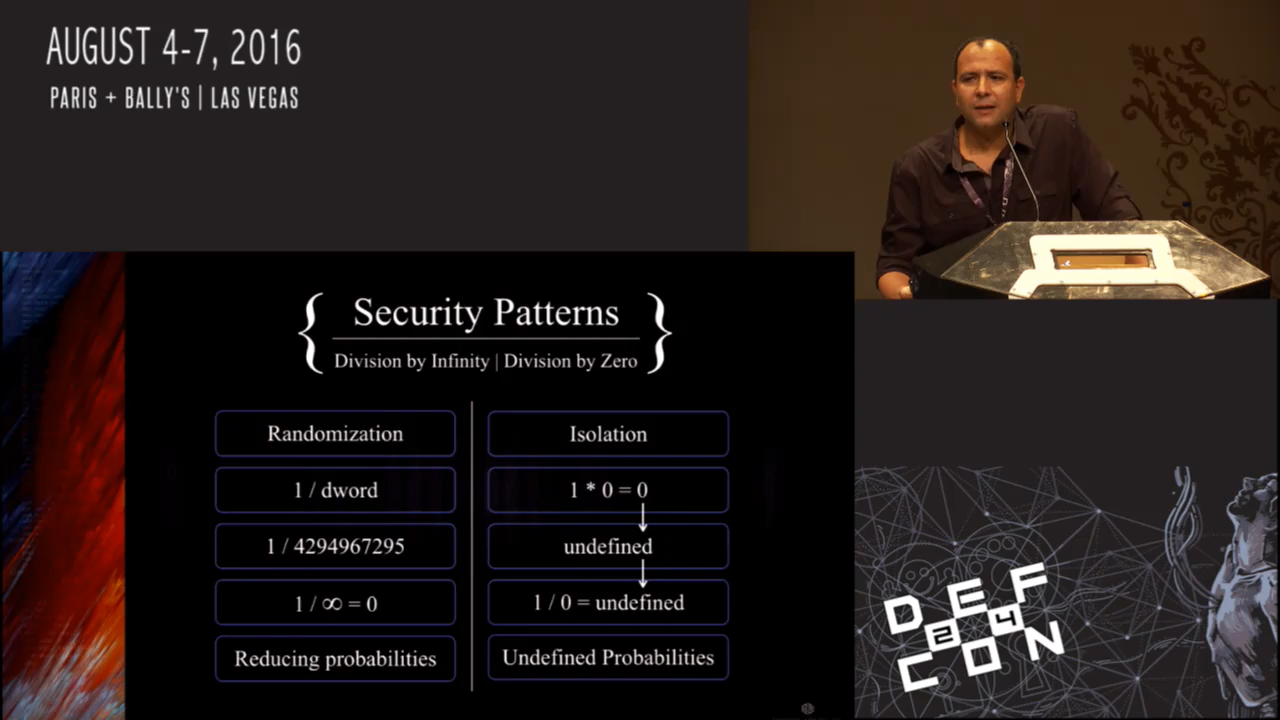 AUGUST 4-7, 2016
PARIS + BALLY'S | LAS VEGAS
Security Patterns
Division by Infinity | Division by Zero
Randomization
1 / dword
1 / 4294967295
1 / ∞ = 0
Reducing probabilities
Isolation
1 * 0 = 0
undefined
1 / 0 = undefined
Undefined Probabilities
DEF
24
CON